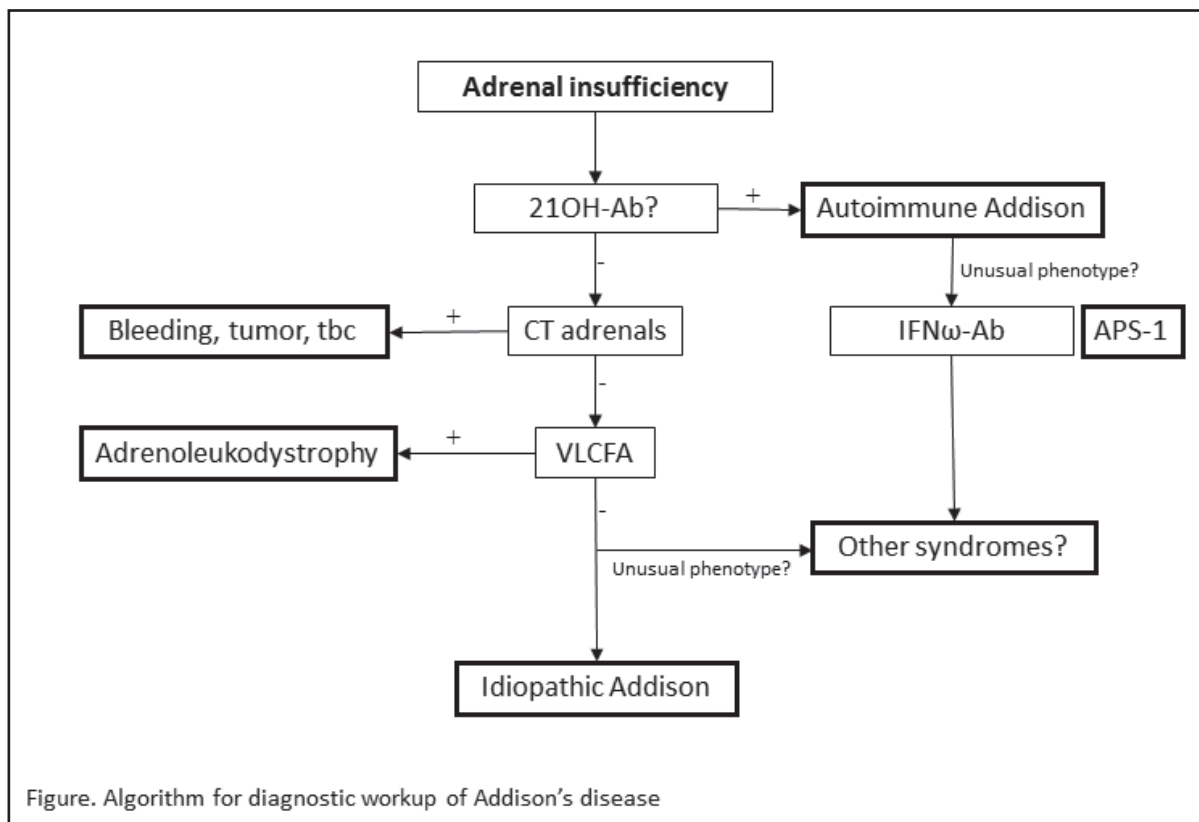 Adrenal insufficiency
21OH-Ab?
+
Autoimmune Addison
-
Unusual phenotype?
Bleeding, tumor, tbc
+
CT adrenals
IFNω-Ab
APS-1
-
Adrenoleukodystrophy
+
VLCFA
-
Other syndromes?
Unusual phenotype?
Idiopathic Addison
Figure. Algorithm for diagnostic workup of Addison’s disease